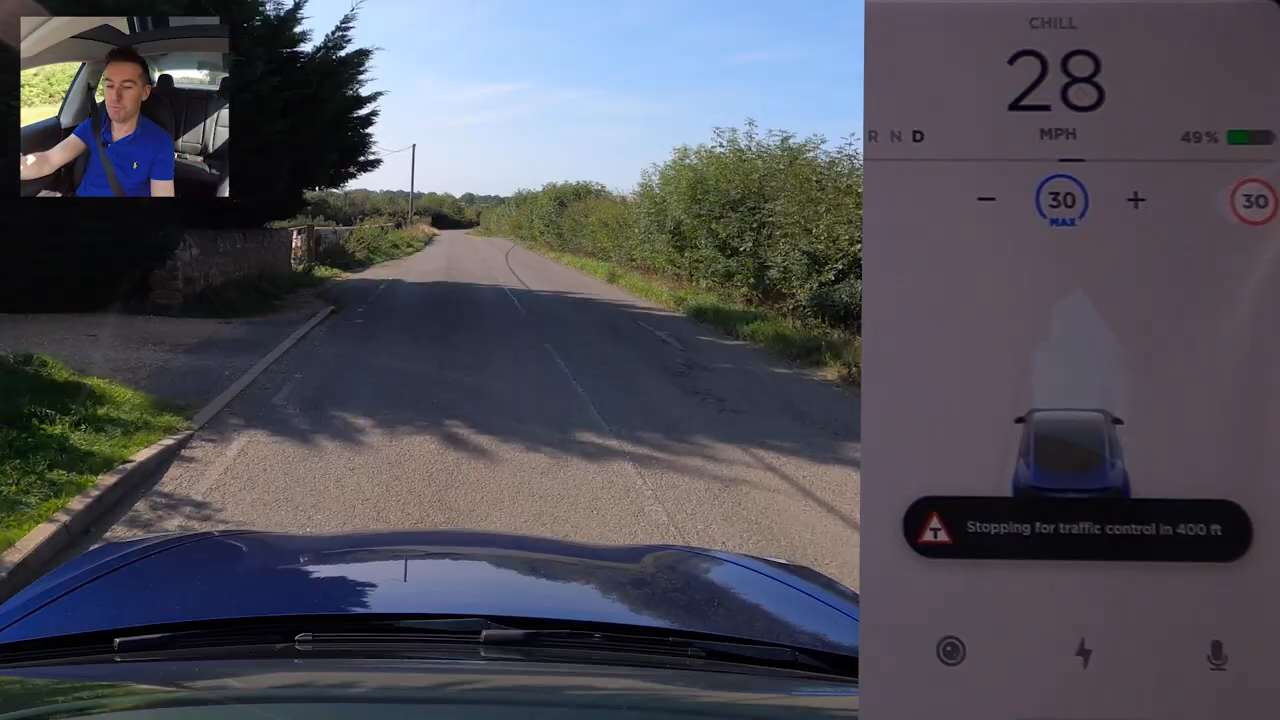 CHILL
28
MPH
R N D
49%
− 30 +
MAX
30
Stopping for traffic control in 400 ft